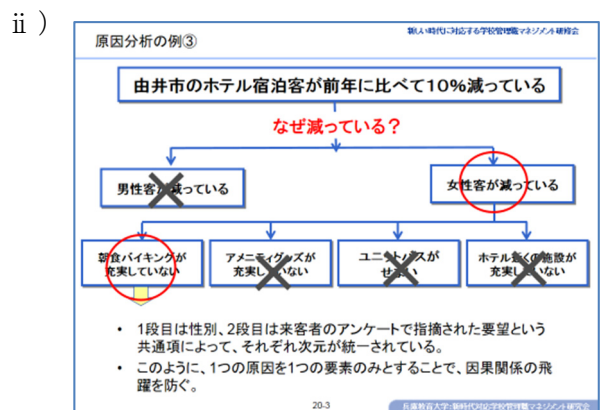 ii)
原因分析の例③
新しい時代に対応する学校管理職マネジメント研修会
由井市のホテル宿泊客が前年に比べて10%減っている
なぜ減っている?
男性客が減っている
女性客が減っている
朝食バイキングが
充実していない
アメニティグッズが
充実していない
ユニットバスが
せまい
ホテル近くの施設が
充実していない
• 1段目は性別、2段目は来客者のアンケートで指摘された要望という
共通項によって、それぞれ次元が統一されている。
• このように、1つの原因を1つの要素のみとすることで、因果関係の飛
躍を防ぐ。
20-3
兵庫教育大学:新時代対応学校管理職マネジメント研究会